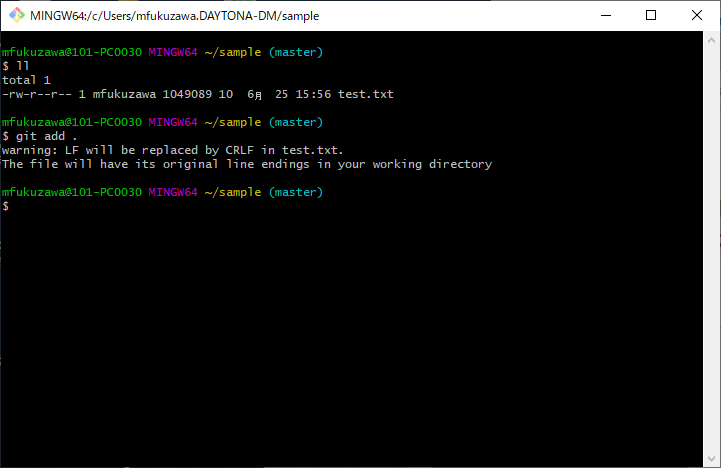 MINGW64:/c/Users/mfukuzawa.DAYTONA-DM/sample
mfukuzawa@101-PC0030 MINGW64 ~/sample (master)
$ ll
total 1
-rw-r--r-- 1 mfukuzawa 1049089 10  6月  25 15:56 test.txt
mfukuzawa@101-PC0030 MINGW64 ~/sample (master)
$ git add .
warning: LF will be replaced by CRLF in test.txt.
The file will have its original line endings in your working directory
mfukuzawa@101-PC0030 MINGW64 ~/sample (master)
$